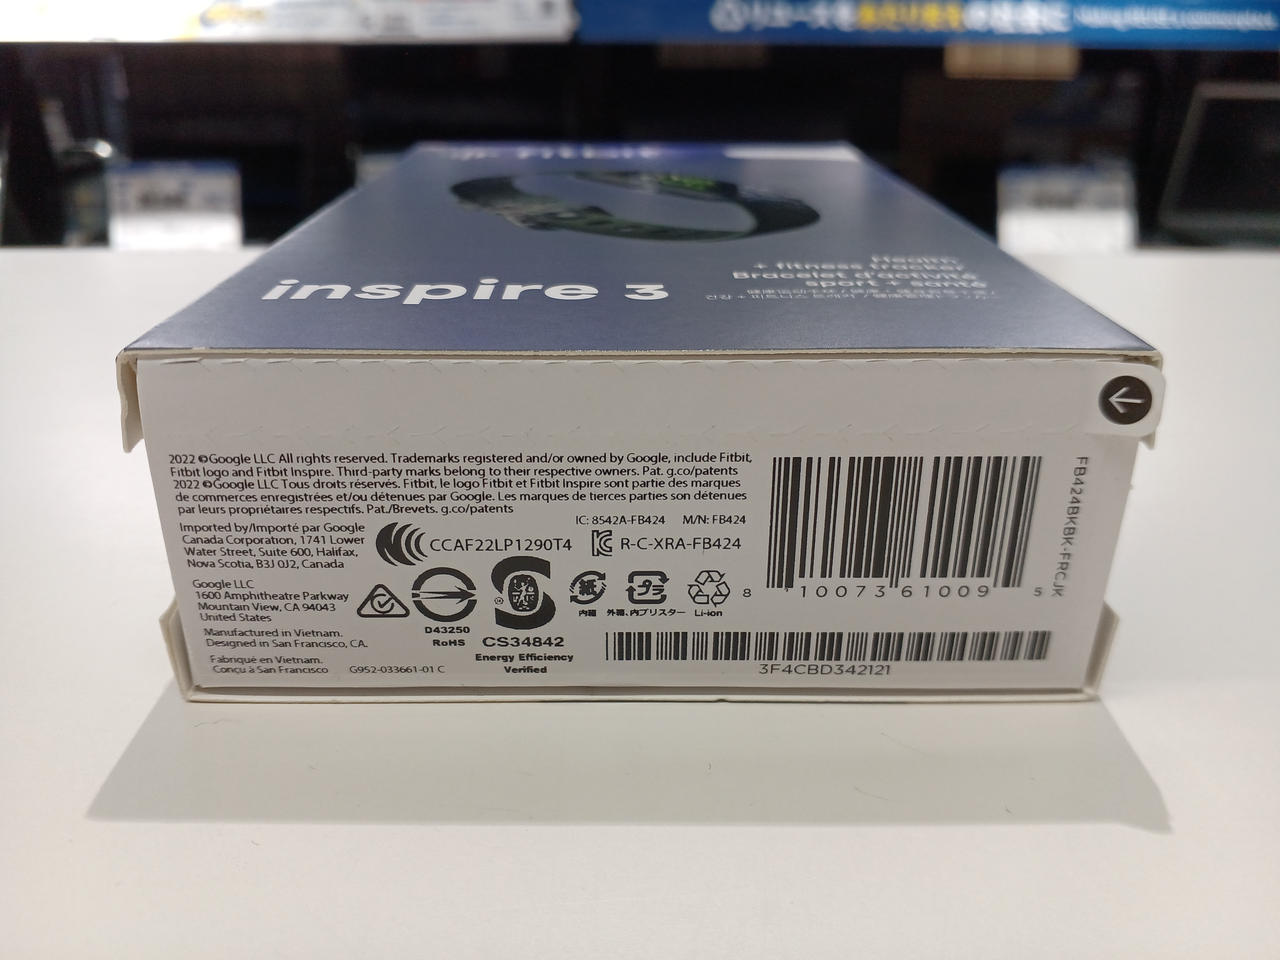 fitbit
inspire 3
Health
+ fitness tracker
Bracelet d'activité
sport + santé
2022 ©Google LLC All rights reserved. Trademarks registered and/or owned by Google, include Fitbit,
Fitbit logo and Fitbit Inspire. Third-party marks belong to their respective owners. Pat. g.co/patents
2022 ©Google LLC Tous droits réservés. Fitbit, le logo Fitbit et Fitbit Inspire sont partie des marques
de commerces enregistrées et/ou détenues par Google. Les marques de tierces parties son détenues
par leurs propriétaires respectifs. Pat./Brevets. g.co/patents
Imported by/Importé par Google
Canada Corporation, 1741 Lower
Water Street, Suite 600, Halifax,
Nova Scotia, B3J 0J2, Canada
Google LLC
1600 Amphitheatre Parkway
Mountain View, CA 94043
United States
Manufactured in Vietnam.
Designed in San Francisco, CA.
Fabriqué en Vietnam.
Conçu à San Francisco
G952-033661-01 C
IC: 8542A-FB424 M/N: FB424
CCAF22LP1290T4
R-C-XRA-FB424
D43250
RoHS
CS34842
Energy Efficiency
Verified
紙
内箱
プラ
外箱、内ブリスター
Li-ion
8 10073 61009 5
3F4CBD342121
FB424BKBK-FRCJK